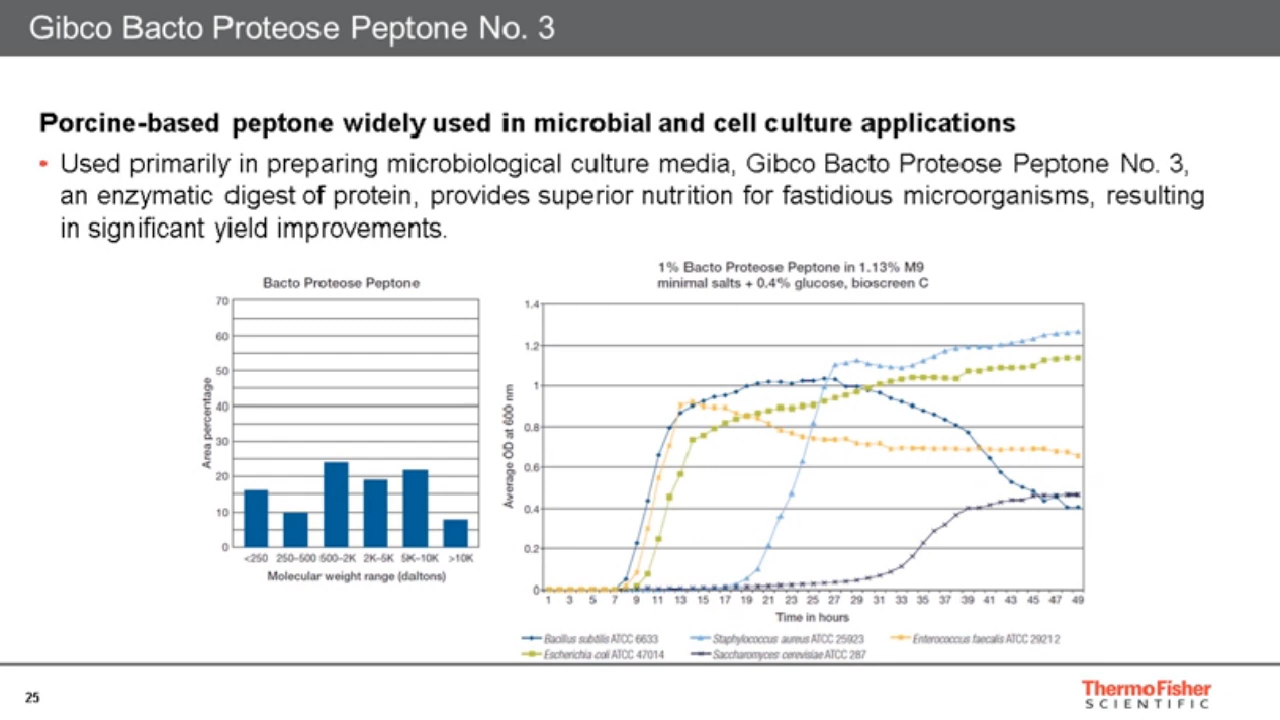 Gibco Bacto Proteose Peptone No. 3
Porcine-based peptone widely used in microbial and cell culture applications
• Used primarily in preparing microbiological culture media, Gibco Bacto Proteose Peptone No. 3,
an enzymatic digest of protein, provides superior nutrition for fastidious microorganisms, resulting
in significant yield improvements.
Bacto Proteose Peptone
70
60
50
40
30
20
10
0
Area percentage
<250 250–500 500–2K 2K–5K 5K–10K >10K
Molecular weight range (daltons)
1% Bacto Proteose Peptone in 1.13% M9
minimal salts + 0.4% glucose, bioscreen C
1.4
1.2
1
0.8
0.6
0.4
0.2
0
Average OD at 600 nm
1 3 5 7 9 11 13 15 17 19 21 23 25 27 29 31 33 35 37 39 41 43 45 47 49
Time in hours
Bacillus subtilis ATCC 6633 Staphylococcus aureus ATCC 25923 Enterococcus faecalis ATCC 29212
Escherichia coli ATCC 47014 Saccharomyces cerevisiae ATCC 287
25
ThermoFisher
SCIENTIFIC